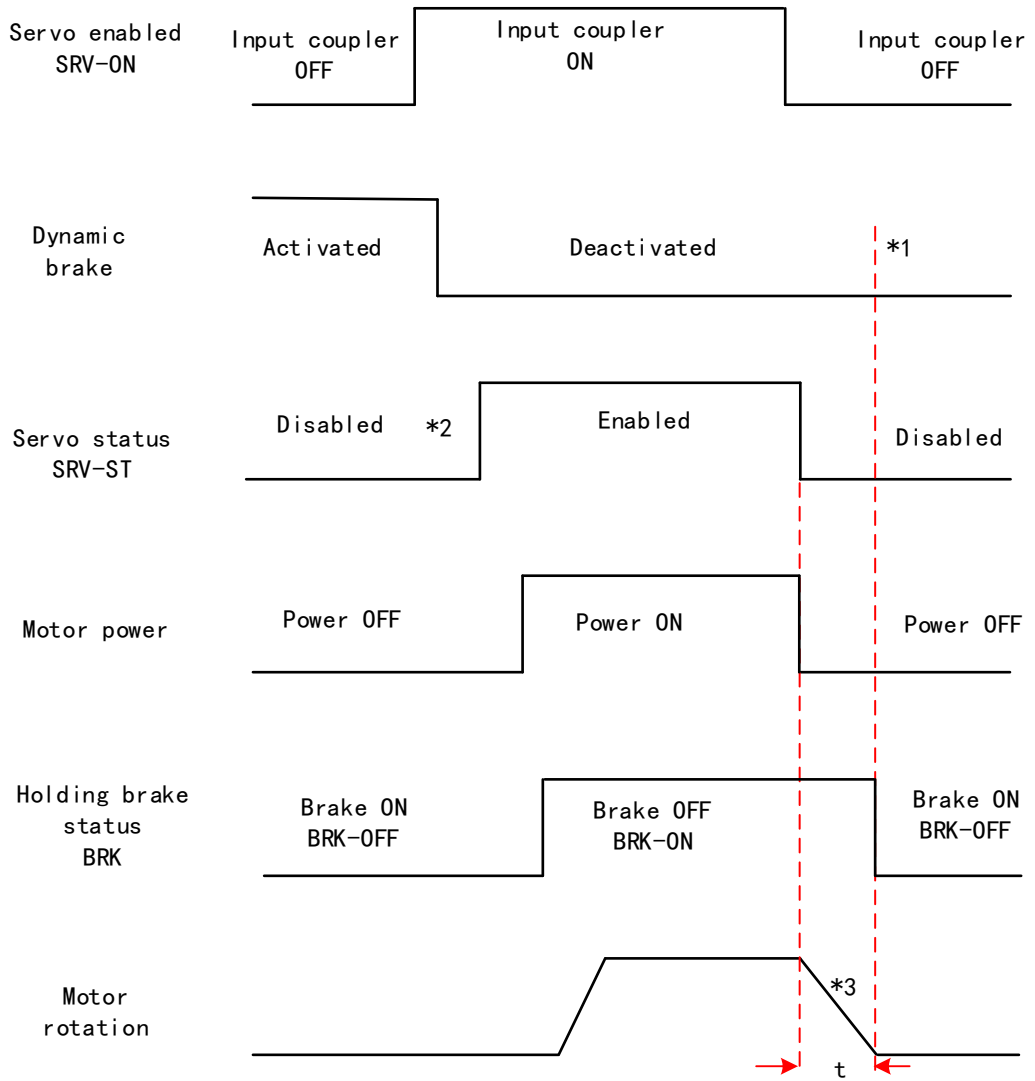 Servo enabled
SRV-ON
Input coupler
OFF
Input coupler
ON
Input coupler
OFF
Dynamic
brake
Activated
Deactivated
*1
Servo status
SRV-ST
Disabled
*2
Enabled
Disabled
Motor power
Power OFF
Power ON
Power OFF
Holding brake
status
BRK
Brake ON
BRK-OFF
Brake OFF
BRK-ON
Brake ON
BRK-OFF
Motor
rotation
*3
t